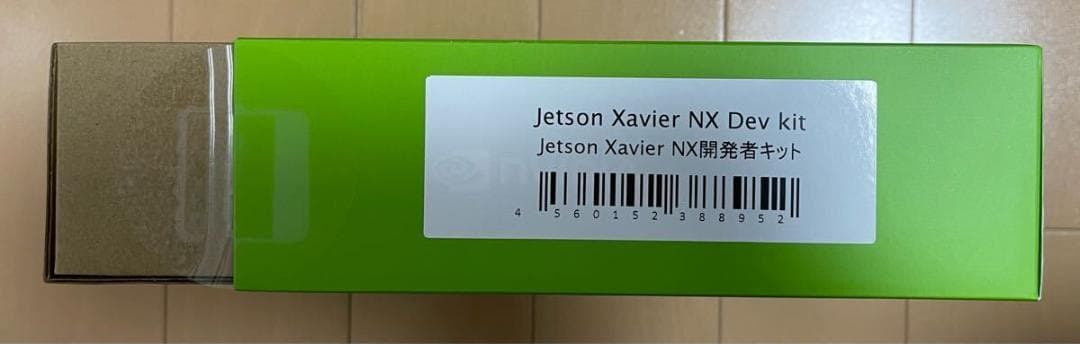 Jetson Xavier NX Dev kit
Jetson Xavier NX開発者キット
4 560152 388952